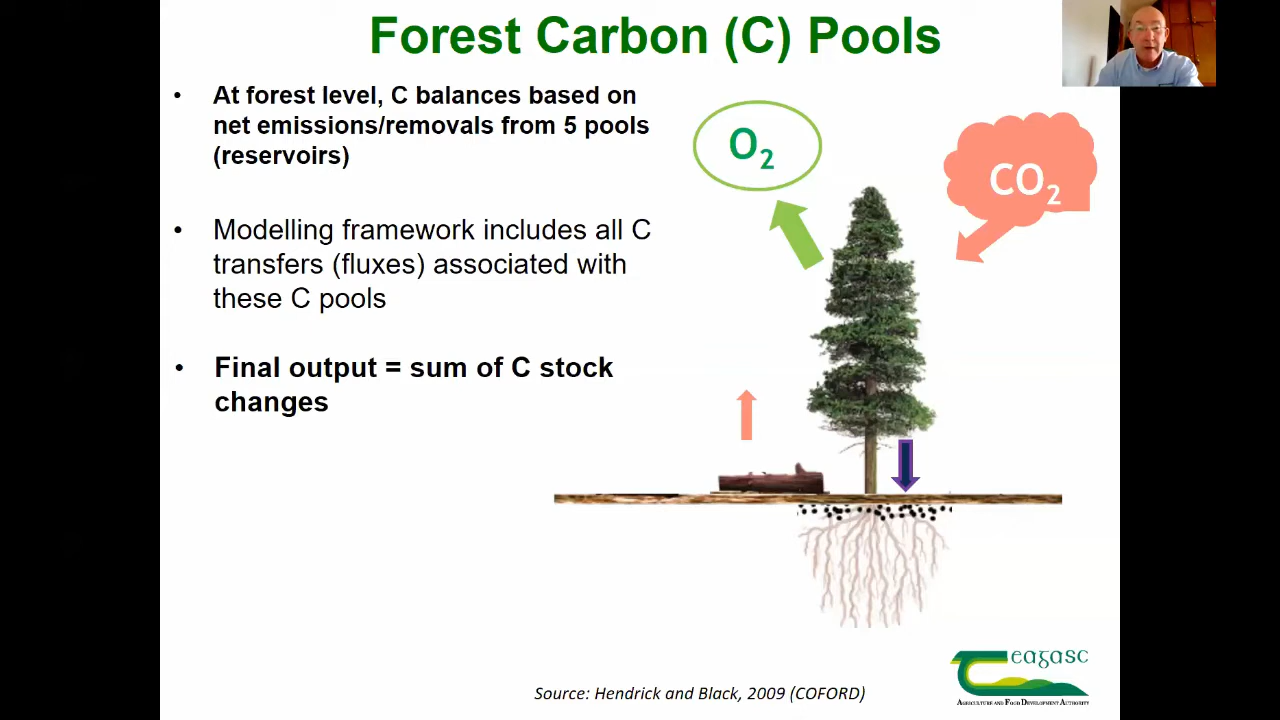 Forest Carbon (C) Pools
• At forest level, C balances based on
net emissions/removals from 5 pools
(reservoirs)
• Modelling framework includes all C
transfers (fluxes) associated with
these C pools
• Final output = sum of C stock
changes
O₂
CO₂
eagasc
AGRICULTURE AND FOOD DEVELOPMENT AUTHORITY
Source: Hendrick and Black, 2009 (COFORD)